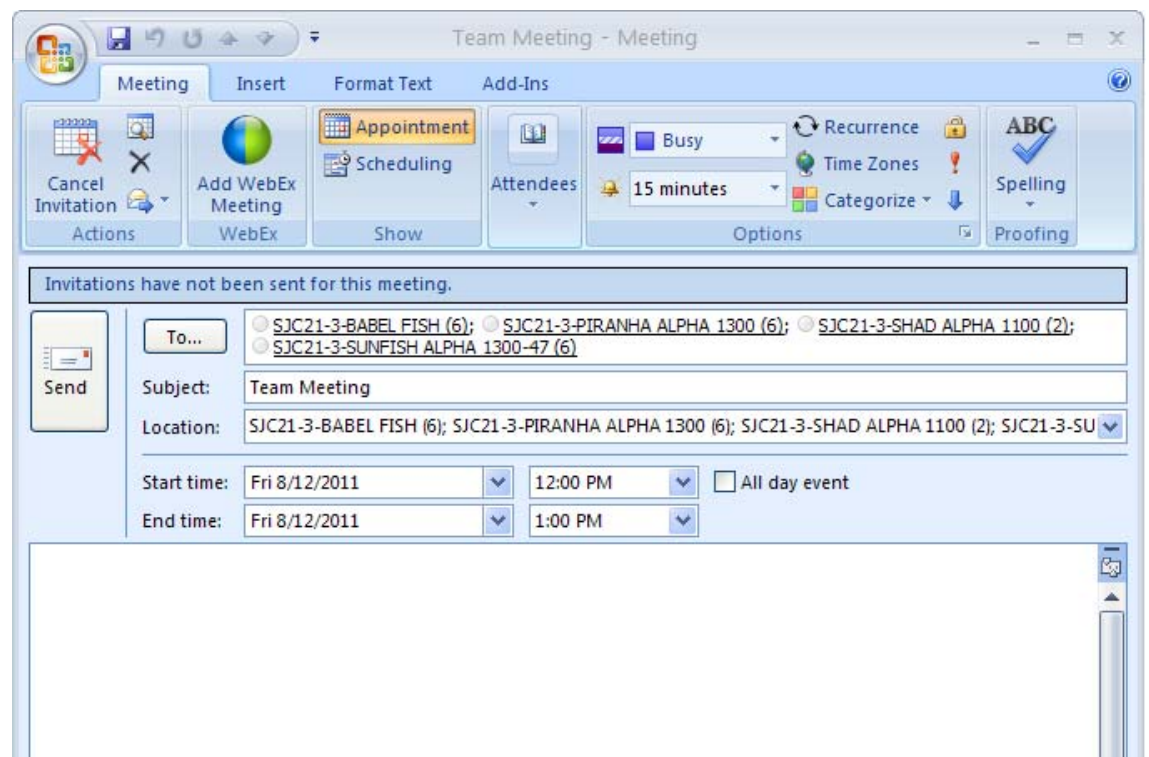 Team Meeting - Meeting
Meeting Insert Format Text Add-Ins
Appointment Busy Recurrence ABC
Scheduling Time Zones
Cancel Invitation Add WebEx Meeting Attendees 15 minutes Categorize Spelling
Actions WebEx Show Options Proofing
Invitations have not been sent for this meeting.
To... SJC21-3-BABEL FISH (6); SJC21-3-PIRANHA ALPHA 1300 (6); SJC21-3-SHAD ALPHA 1100 (2);
SJC21-3-SUNFISH ALPHA 1300-47 (6)
Send Subject: Team Meeting
Location: SJC21-3-BABEL FISH (6); SJC21-3-PIRANHA ALPHA 1300 (6); SJC21-3-SHAD ALPHA 1100 (2); SJC21-3-SU
Start time: Fri 8/12/2011 12:00 PM All day event
End time: Fri 8/12/2011 1:00 PM